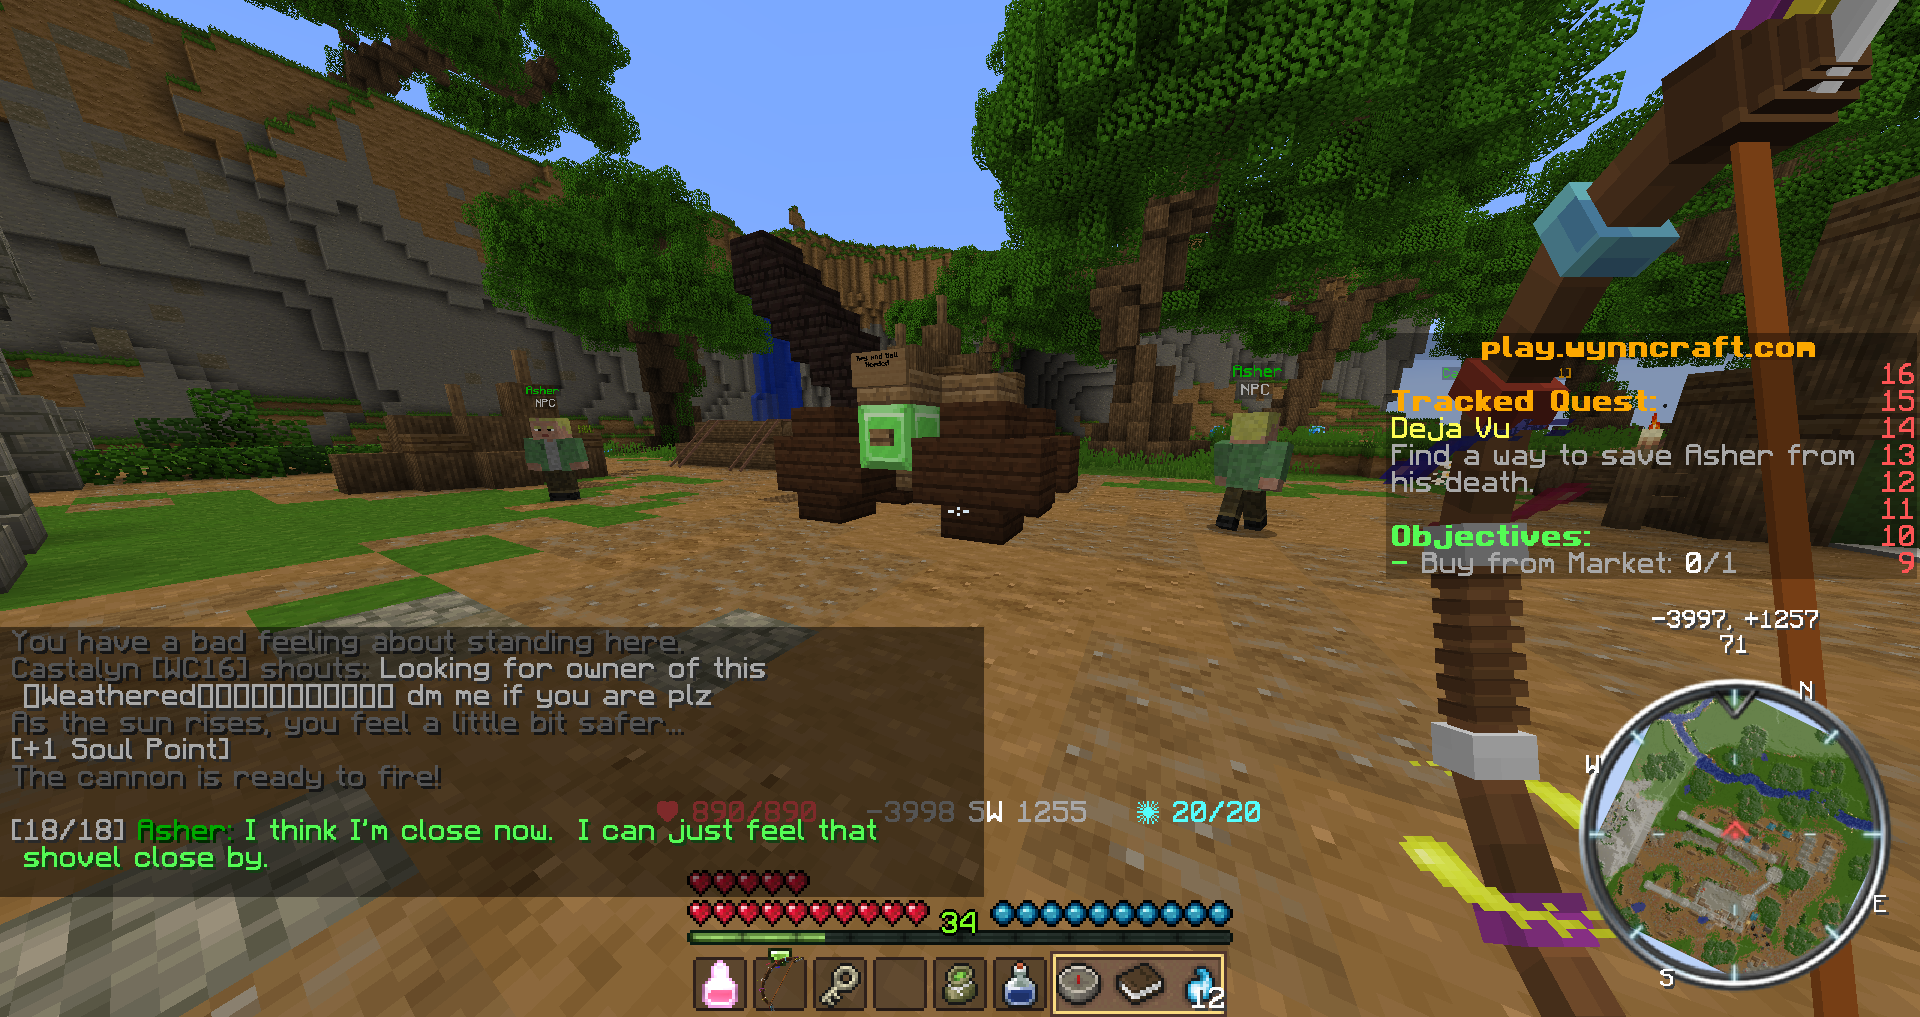 Asher
NPC
Key and Ball
Needed
Asher
NPC
play.wynncraft.com
16
Tracked Quest:
15
Deja Vu
14
Find a way to save Asher from
13
his death.
12
11
Objectives:
10
- Buy from Market: 0/1
9
-3997, +1257
71
N
W
E
S
You have a bad feeling about standing here.
Castalyn [WC16] shouts: Looking for owner of this
▯Weathered▯▯▯▯▯▯▯▯▯▯▯▯ dm me if you are plz
As the sun rises, you feel a little bit safer...
[+1 Soul Point]
The cannon is ready to fire!
890/890 -3998 SW 1255 20/20
[18/18] Asher: I think I'm close now. I can just feel that
shovel close by.
34
12